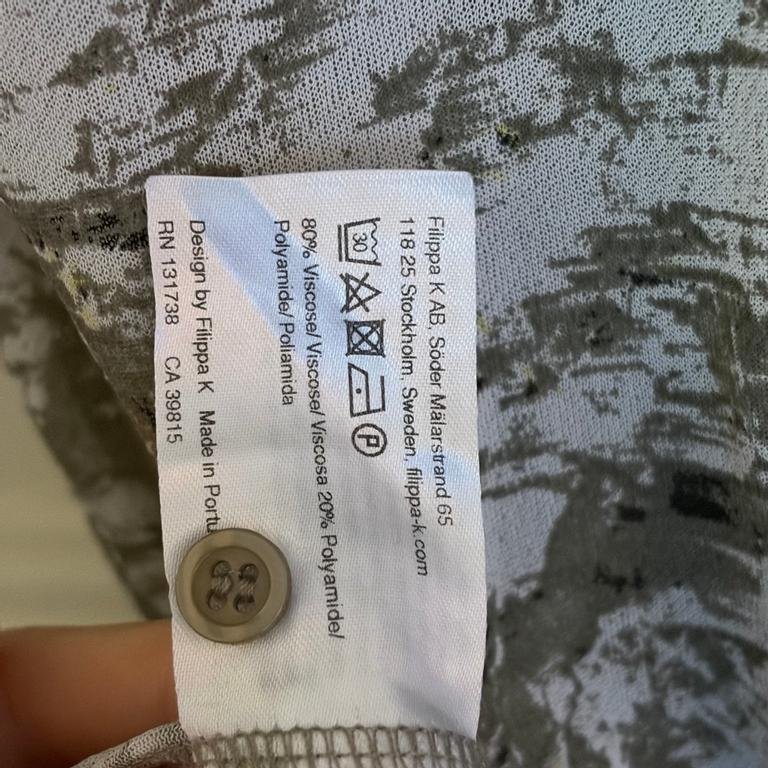 Filippa K AB, Söder Mälarstrand 65
118 25 Stockholm, Sweden, filippa-k.com
30 P
80% Viscose/ Viscose/ Viscosa 20% Polyamide/
Polyamide/ Poliamida
Design by Filippa K Made in Portu
RN 131738 CA 39815